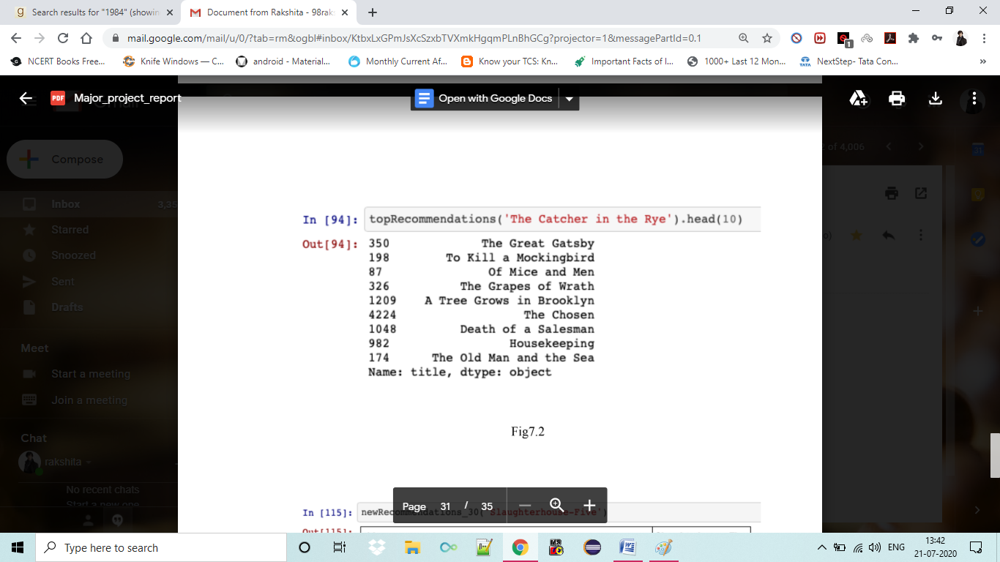 Search results for "1984" (showin
Document from Rakshita - 98rak
mail.google.com/mail/u/0/?tab=rm&ogbl#inbox/KtbxLxGPmJsXcSzxbTVXmkHgqmPLnBhGCg?projector=1&messagePartId=0.1
NCERT Books Free...
Knife Windows — C...
android - Material...
Monthly Current Af...
Know your TCS: Kn...
Important Facts of I...
1000+ Last 12 Mon...
NextStep- Tata Con...
PDF Major_project_report
Open with Google Docs
Compose
of 4,006
Inbox 3,35
Starred
Snoozed
Sent
Drafts
Meet
Start a meeting
Join a meeting
Chat
rakshita
No recent chats
Start a new one
In [94]: topRecommendations('The Catcher in the Rye').head(10)
Out[94]: 350 The Great Gatsby
198 To Kill a Mockingbird
87 Of Mice and Men
326 The Grapes of Wrath
1209 A Tree Grows in Brooklyn
4224 The Chosen
1048 Death of a Salesman
982 Housekeeping
174 The Old Man and the Sea
Name: title, dtype: object
Fig7.2
In [115]: newRecommendations_30('Slaughterhouse-Five')
Out[115]:
Page 31 / 35
Type here to search
ENG
13:42
21-07-2020